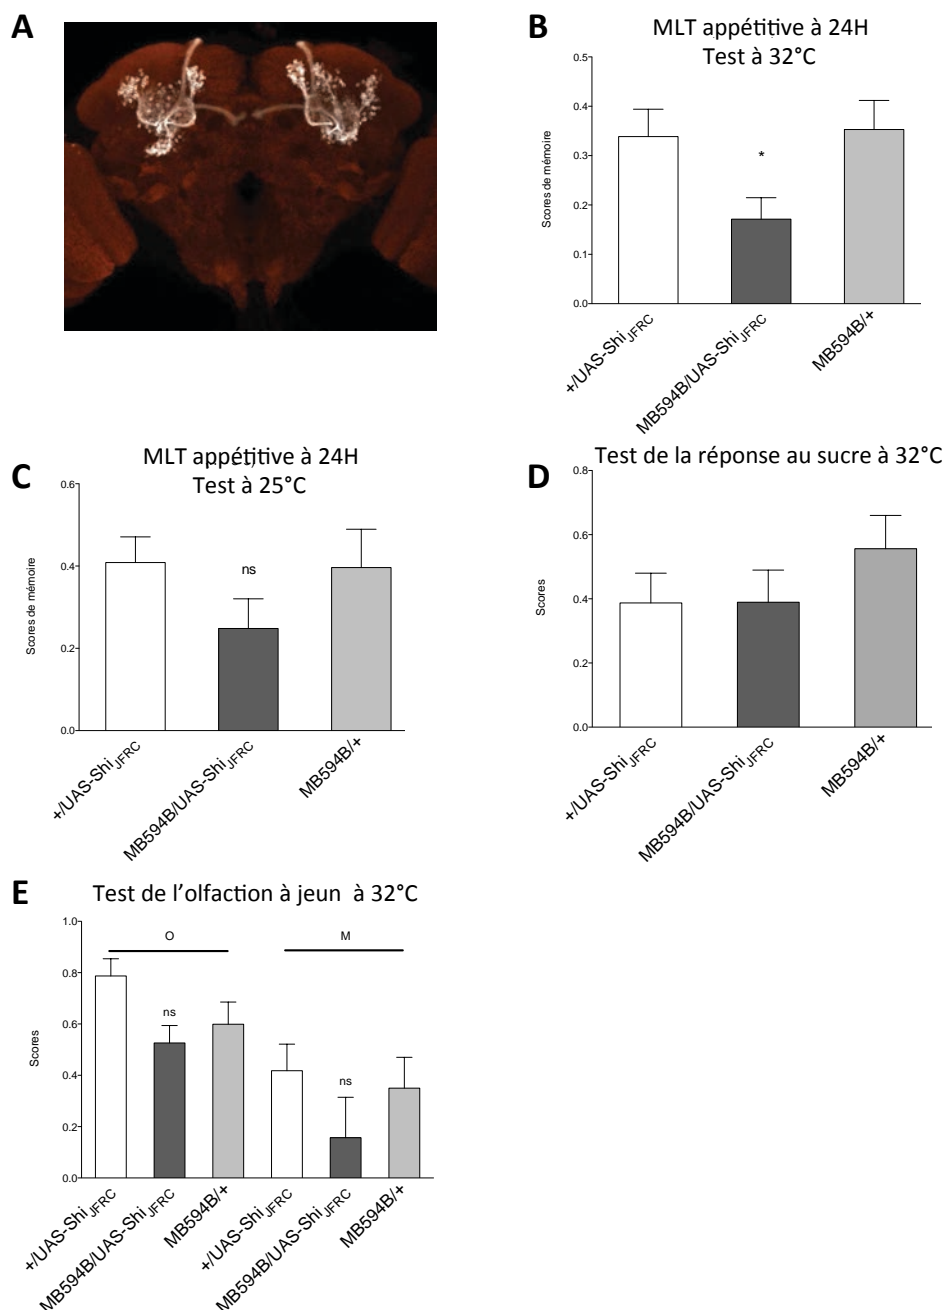 A
B
MLT appétitive à 24H
Test à 32°C
0.5
0.4
0.3
0.2
0.1
0.0
Scores de mémoire
*
+/UAS-Shi JFRC
MB594B/UAS-Shi JFRC
MB594B/+
C
MLT appétitive à 24H
Test à 25°C
0.6
0.4
0.2
0.0
Scores de mémoire
ns
+/UAS-Shi JFRC
MB594B/UAS-Shi JFRC
MB594B/+
D
Test de la réponse au sucre à 32°C
0.8
0.6
0.4
0.2
0.0
Scores
+/UAS-Shi JFRC
MB594B/UAS-Shi JFRC
MB594B/+
E
Test de l'olfaction à jeun à 32°C
1.0
0.8
0.6
0.4
0.2
0.0
Scores
O
M
ns
ns
+/UAS-Shi JFRC
MB594B/UAS-Shi JFRC
MB594B/+
+/UAS-Shi JFRC
MB594B/UAS-Shi JFRC
MB594B/+